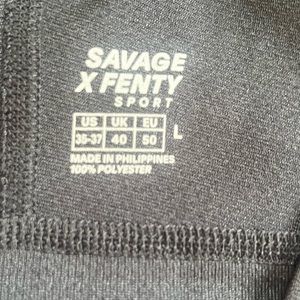 SAVAGE
X FENTY
SPORT
US UK EU
35-37 40 50 L
MADE IN PHILIPPINES
100% POLYESTER